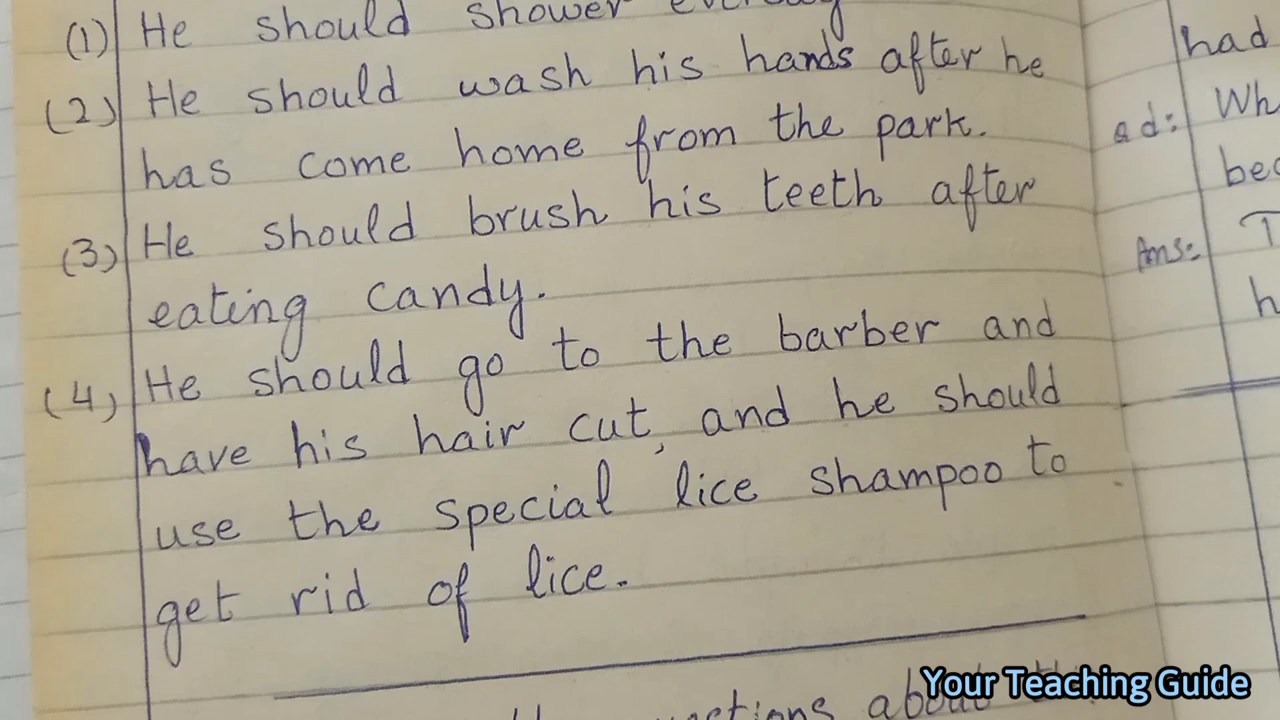 (1) He should shower
(2) He should wash his hands after he
has come home from the park.
(3) He should brush his teeth after
eating candy.
(4) He should go to the barber and
have his hair cut, and he should
use the special lice shampoo to
get rid of lice.
about
had
ad: Wh
bec
Ans: T
h
Your Teaching Guide